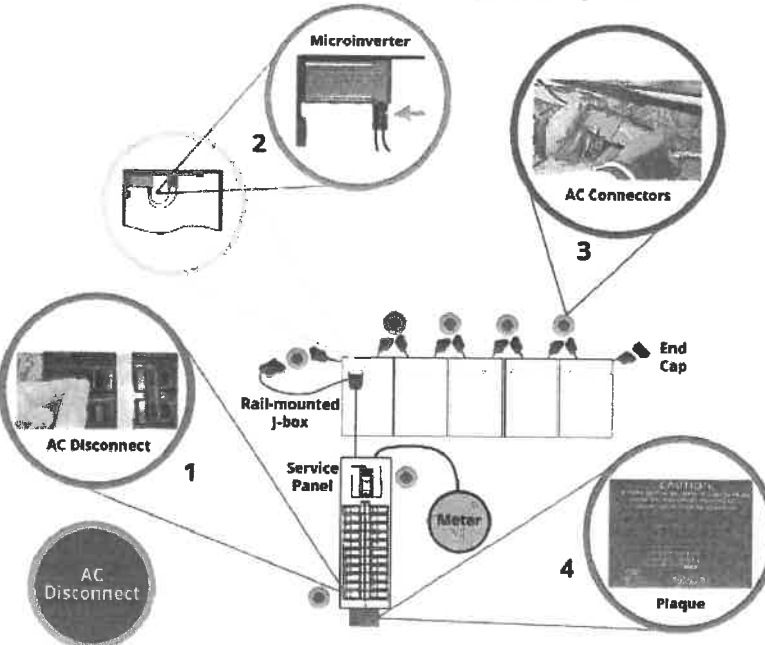 Microinverter
2
AC Connectors
3
End
Cap
Rail-mounted
J-box
AC Disconnect
1
Service
Panel
Meter
CAUTION:
4
Plaque
AC
Disconnect